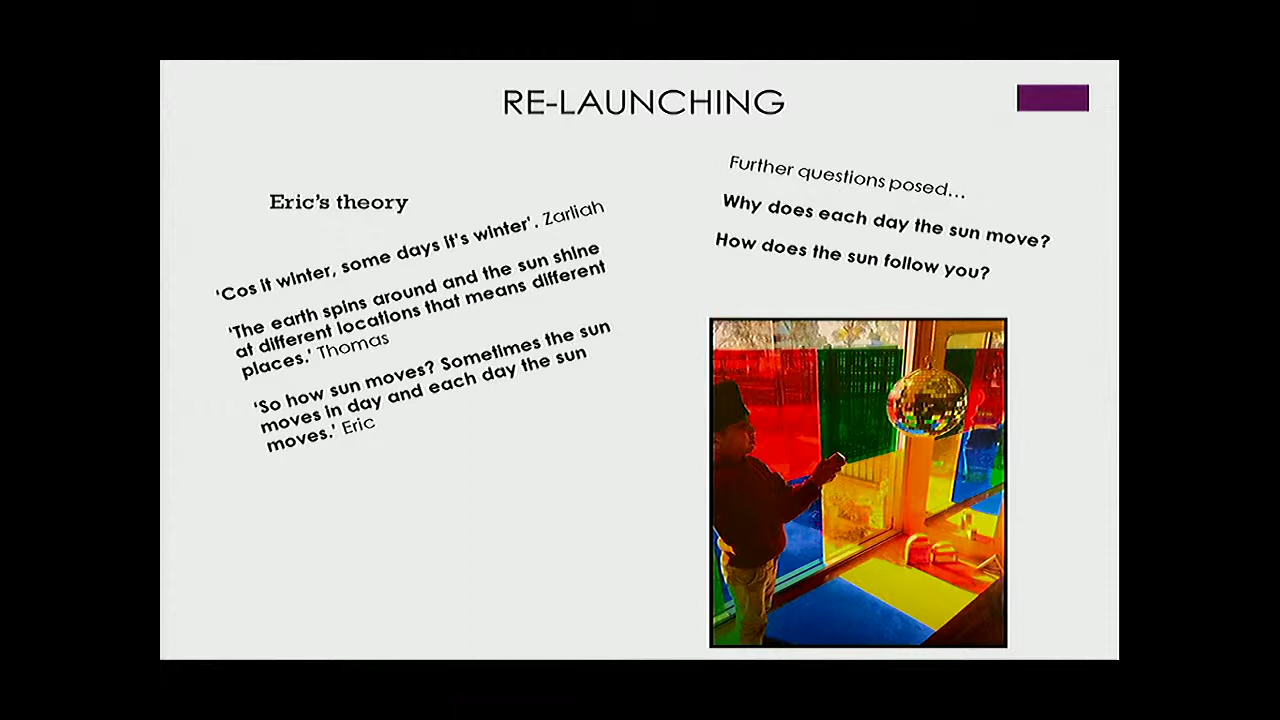 RE-LAUNCHING
Eric's theory
'Cos it winter, some days it's winter'. Zarliah
'The earth spins around and the sun shine
at different locations that means different
places.' Thomas
'So how sun moves? Sometimes the sun
moves in day and each day the sun
moves.' Eric
Further questions posed...
Why does each day the sun move?
How does the sun follow you?